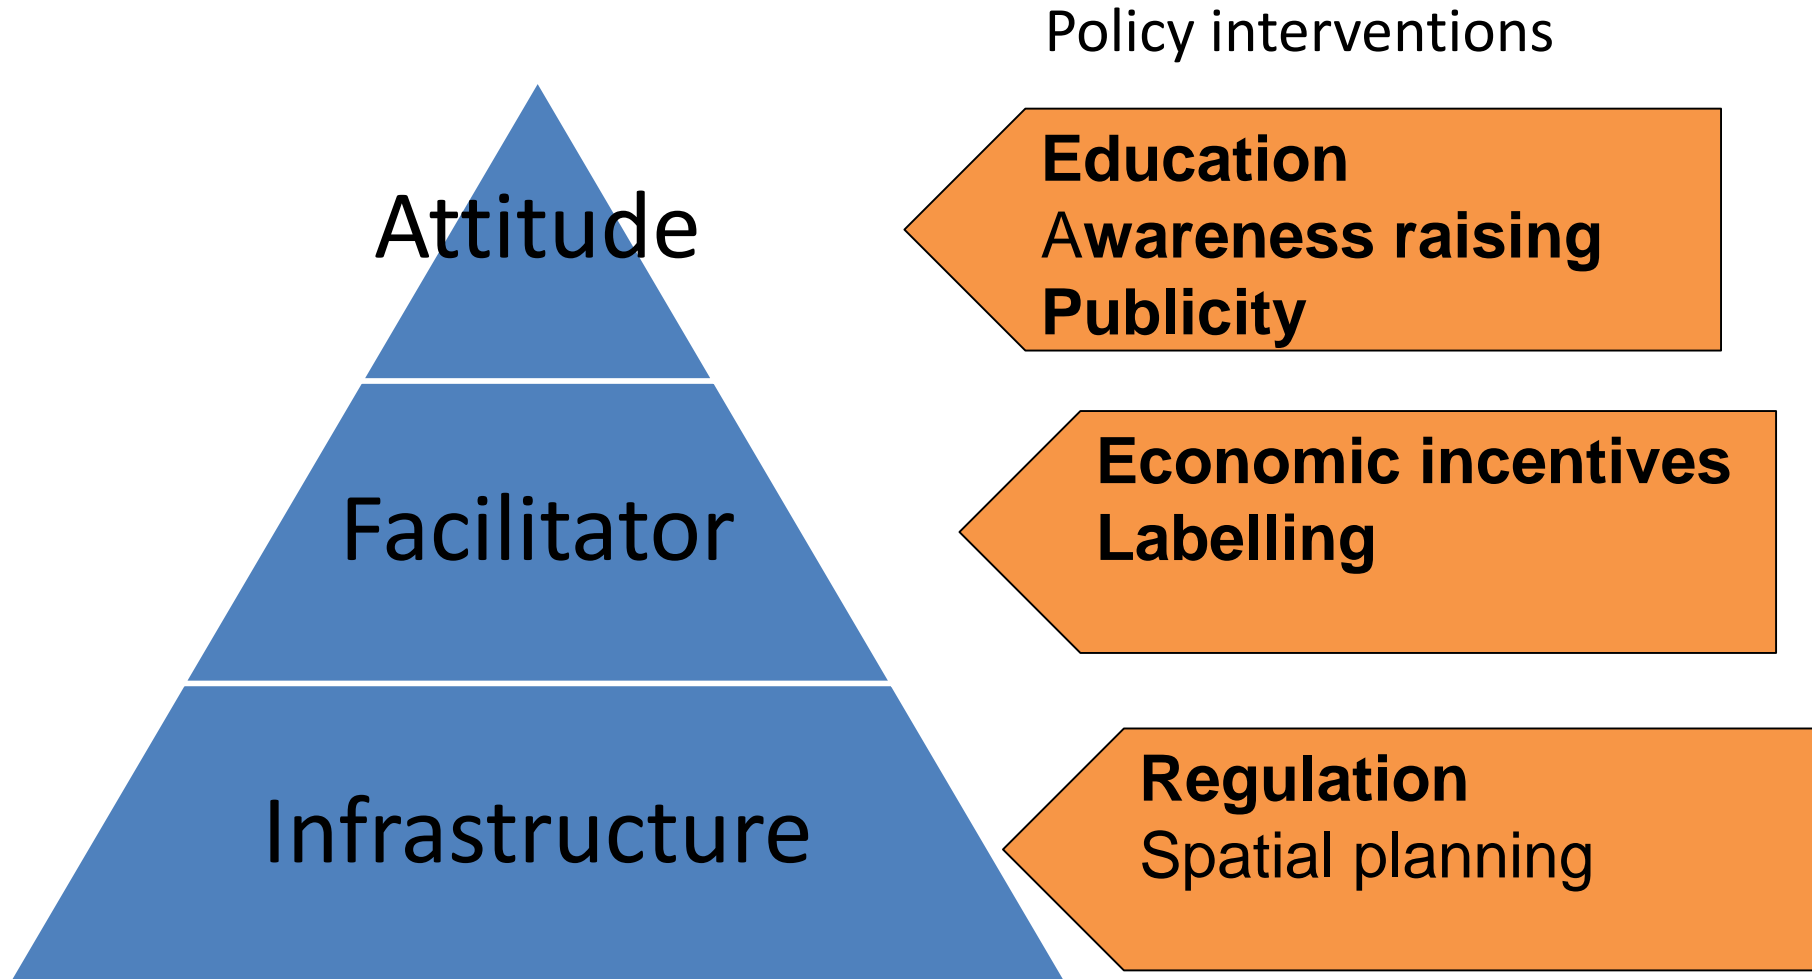 Policy interventions
Attitude
Education
Awareness raising
Publicity
Facilitator
Economic incentives
Labelling
Infrastructure
Regulation
Spatial planning